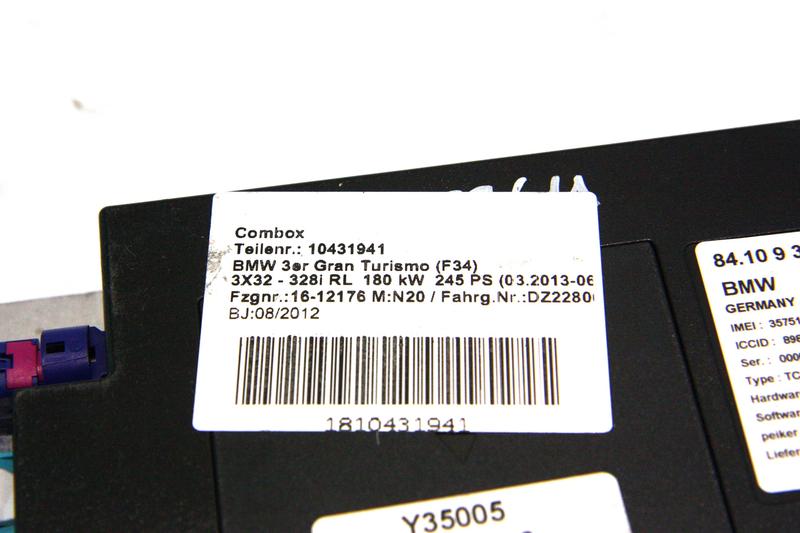 Combox
Teilenr.: 10431941
BMW 3er Gran Turismo (F34)
3X32 - 328i RL 180 kW 245 PS (03.2013-06
Fzgnr.:16-12176 M:N20 / Fahrg.Nr.:DZ2280
BJ:08/2012
1810431941
84.10 9 3
BMW
GERMANY
IMEI : 35751
ICCID : 898
Ser. : 000
Type : TC
Hardwar
Softwar
peiker
Liefer
Y35005